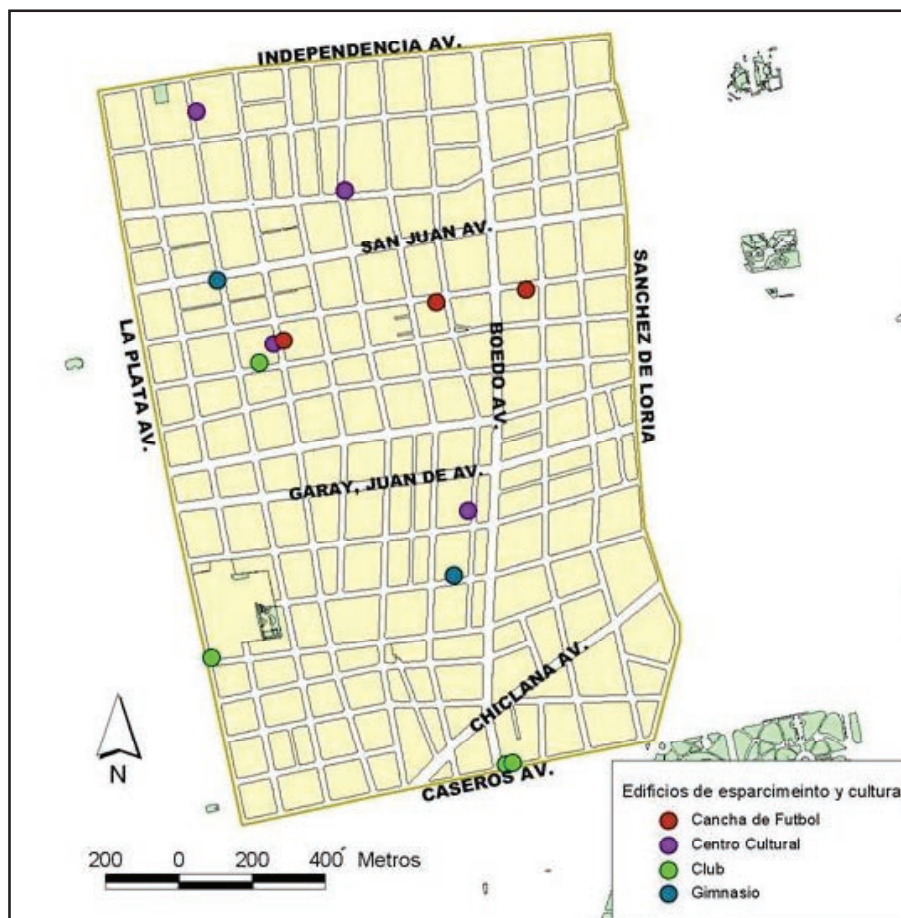 INDEPENDENCIA AV.
SAN JUAN AV.
SANCHEZ DE LORIA
LA PLATA AV.
BOEDO AV.
GARAY, JUAN DE AV.
CHICLANA AV.
CASEROS AV.
N
200 0 200 400 Metros
Edificios de esparcimeinto y cultura
Cancha de Futbol
Centro Cultural
Club
Gimnasio